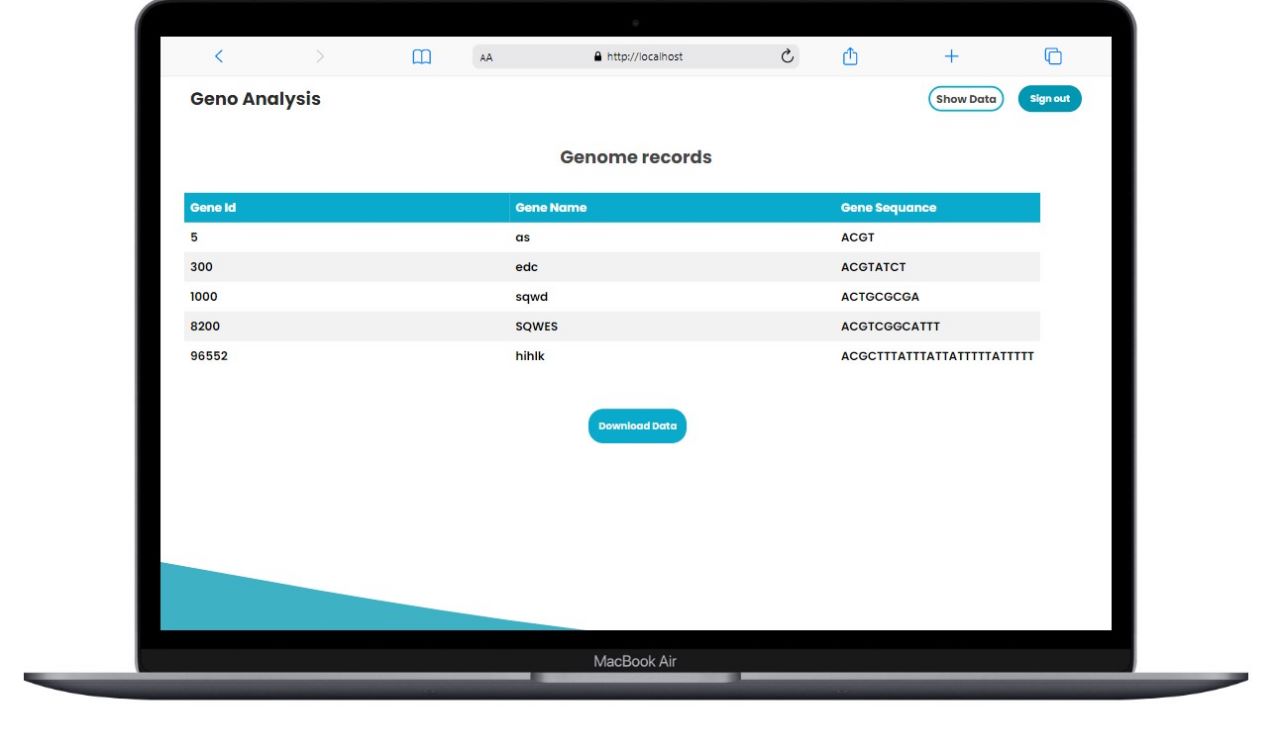 AA http://localhost
Geno Analysis Show Data Sign out
Genome records
Gene Id Gene Name Gene Sequance
5 as ACGT
300 edc ACGTATCT
1000 sqwd ACTGCGCGA
8200 SQWES ACGTCGGCATTT
96552 hihlk ACGCTTTATTTATTATTTTTATTTTT
Download Data
MacBook Air